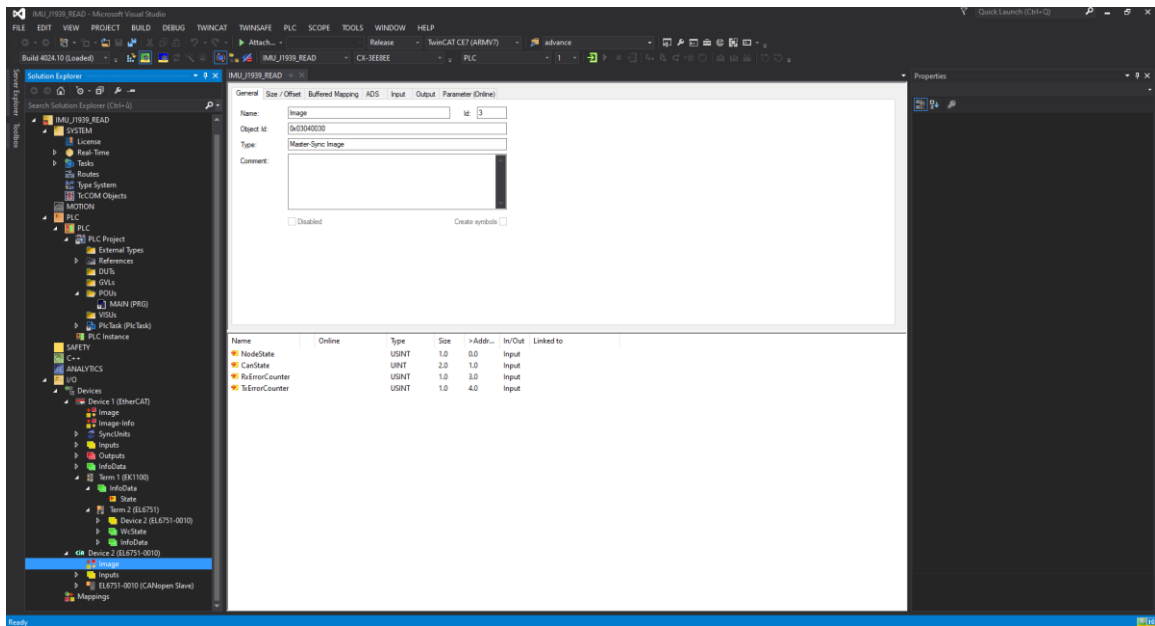 IMU_J1939_READ - Microsoft Visual Studio
Quick Launch (Ctrl+Q)
FILE EDIT VIEW PROJECT BUILD DEBUG TWINCAT TWINSAFE PLC SCOPE TOOLS WINDOW HELP
Attach... Release TwinCAT CE7 (ARMV7) advance
Build 4024.10 (Loaded) IMU_J1939_READ CX-3EE8EE PLC 1
Server Explorer
Toolbox
Solution Explorer
Search Solution Explorer (Ctrl+ü)
IMU_J1939_READ
SYSTEM
License
Real-Time
Tasks
Routes
Type System
TcCOM Objects
MOTION
PLC
PLC
PLC Project
External Types
References
DUTs
GVLs
POUs
MAIN (PRG)
VISUs
PlcTask (PlcTask)
PLC Instance
SAFETY
C++
ANALYTICS
I/O
Devices
Device 1 (EtherCAT)
Image
Image-Info
SyncUnits
Inputs
Outputs
InfoData
Term 1 (EK1100)
InfoData
State
Term 2 (EL6751)
Device 2 (EL6751-0010)
WcState
InfoData
Device 2 (EL6751-0010)
Image
Inputs
EL6751-0010 (CANopen Slave)
Mappings
IMU_J1939_READ
General Size / Offset Buffered Mapping ADS Input Output Parameter (Online)
Name: Image Id: 3
Object Id: 0x03040030
Type: Master-Sync Image
Comment:
Disabled Create symbols
Name Online Type Size >Addr... In/Out Linked to
NodeState USINT 1.0 0.0 Input
CanState UINT 2.0 1.0 Input
RxErrorCounter USINT 1.0 3.0 Input
TxErrorCounter USINT 1.0 4.0 Input
Properties
Ready